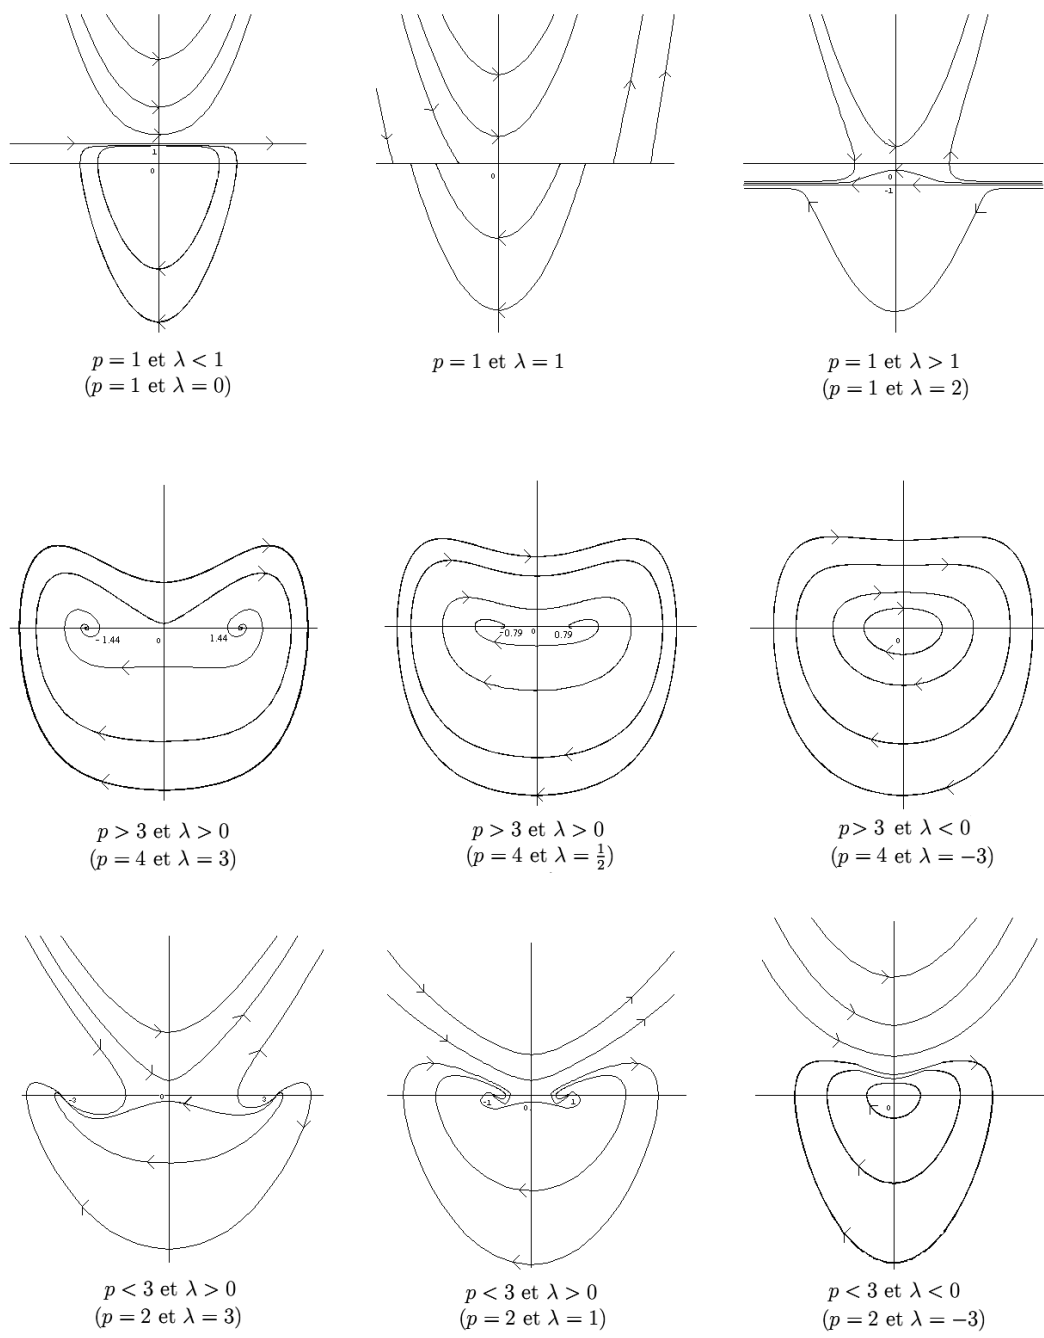 1
0
0
0
-1
p = 1 et λ < 1
(p = 1 et λ = 0)
p = 1 et λ = 1
p = 1 et λ > 1
(p = 1 et λ = 2)
-1.44 0 1.44
-0.79 0 0.79
0
p > 3 et λ > 0
(p = 4 et λ = 3)
p > 3 et λ > 0
(p = 4 et λ = 1/2)
p > 3 et λ < 0
(p = 4 et λ = −3)
-3 0 3
-1 0. 1
0
p < 3 et λ > 0
(p = 2 et λ = 3)
p < 3 et λ > 0
(p = 2 et λ = 1)
p < 3 et λ < 0
(p = 2 et λ = −3)